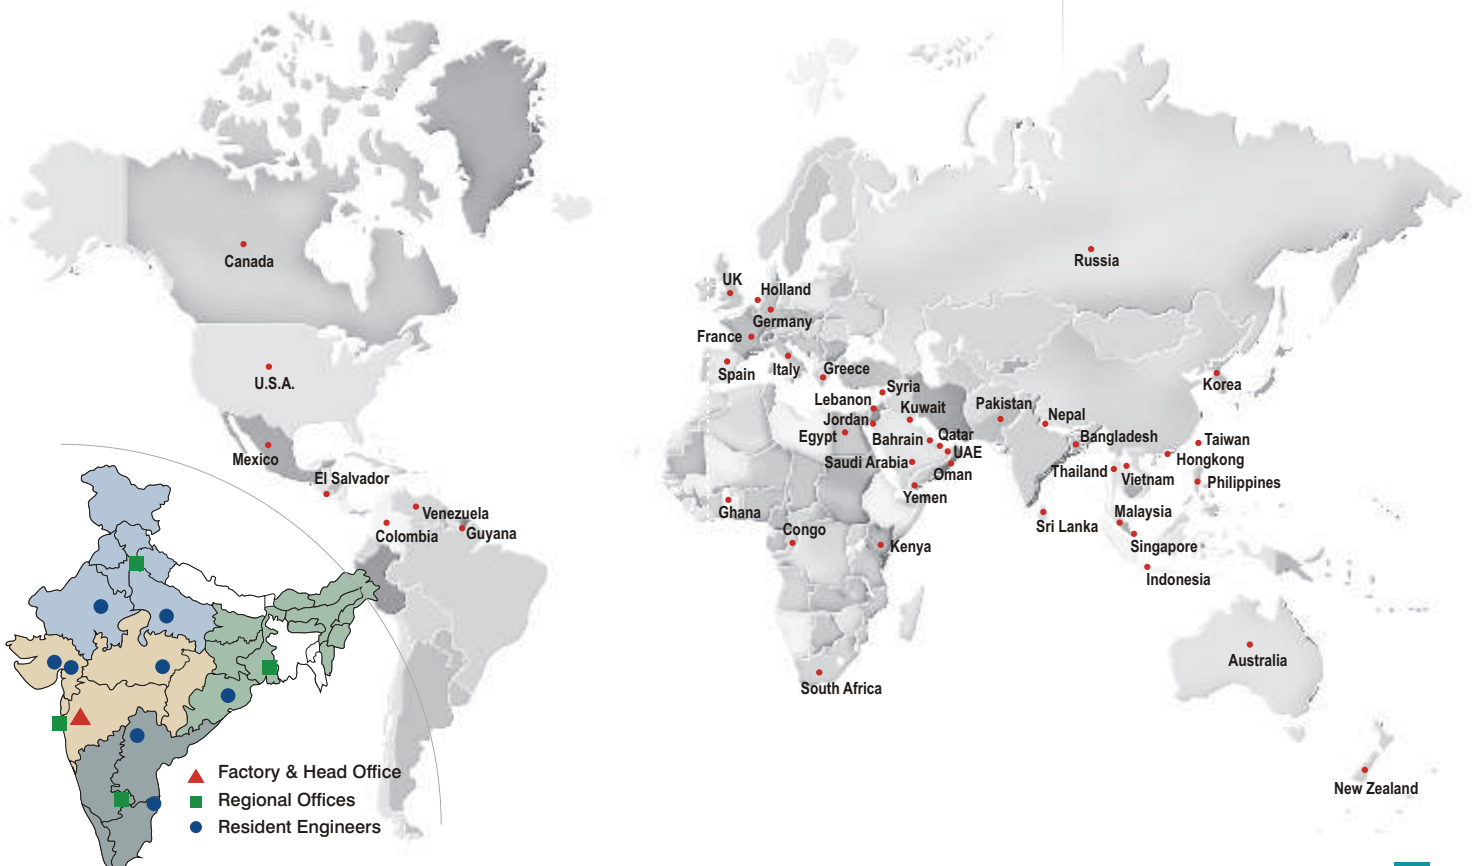 Canada
U.S.A.
Mexico
El Salvador
Venezuela
Colombia
Guyana
UK
Holland
Germany
France
Spain
Italy
Greece
Syria
Lebanon
Kuwait
Jordan
Egypt
Bahrain
Qatar
UAE
Saudi Arabia
Oman
Yemen
Ghana
Congo
Kenya
South Africa
Russia
Korea
Pakistan
Nepal
Bangladesh
Taiwan
Hongkong
Thailand
Vietnam
Philippines
Sri Lanka
Malaysia
Singapore
Indonesia
Australia
New Zealand
Factory & Head Office
Regional Offices
Resident Engineers